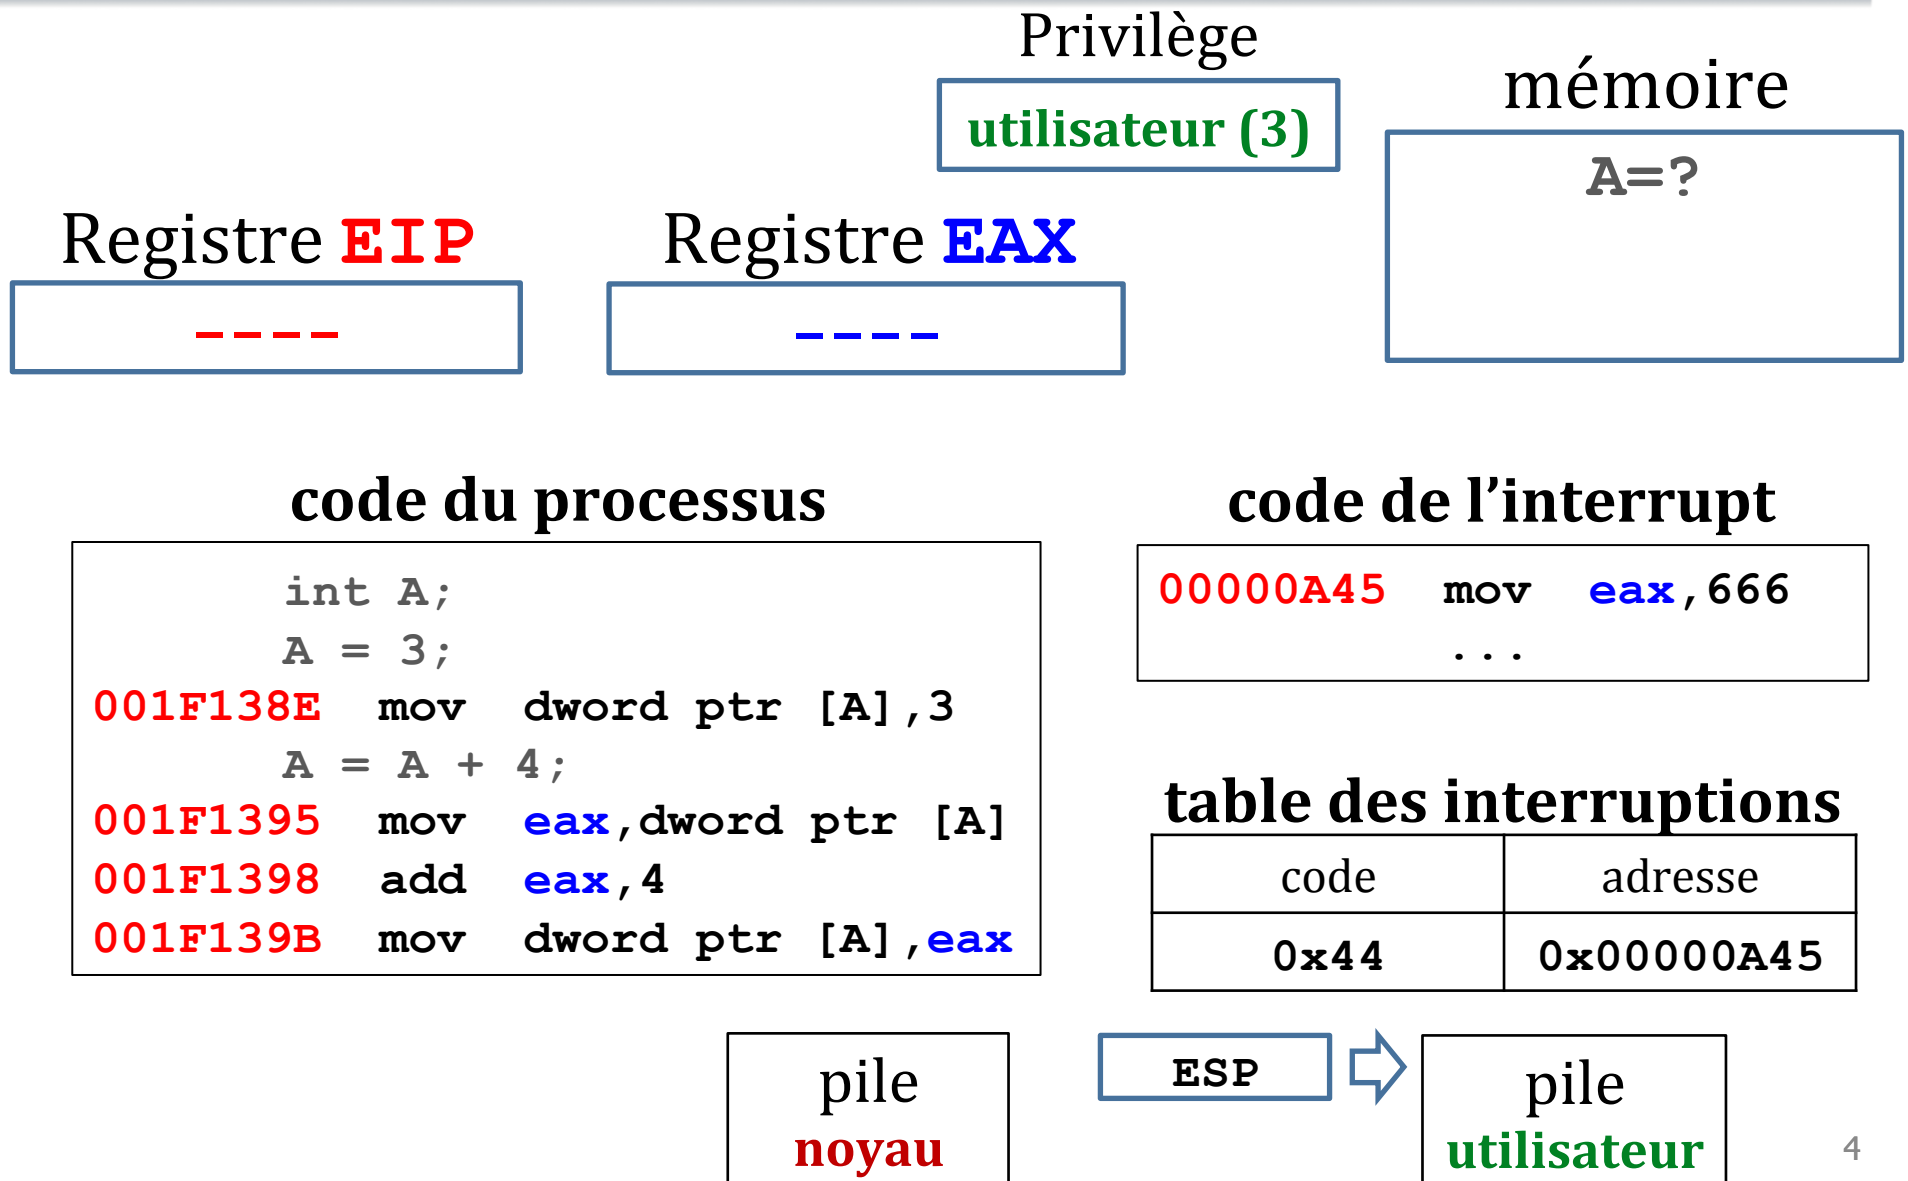 Privilège
utilisateur (3)
mémoire
A=?
Registre EIP
----
Registre EAX
----
code du processus
int A;
A = 3;
001F138E mov dword ptr [A],3
A = A + 4;
001F1395 mov eax,dword ptr [A]
001F1398 add eax,4
001F139B mov dword ptr [A],eax
code de l’interrupt
00000A45 mov eax,666
...
table des interruptions
code adresse
0x44 0x00000A45
pile
noyau
ESP
pile
utilisateur
4